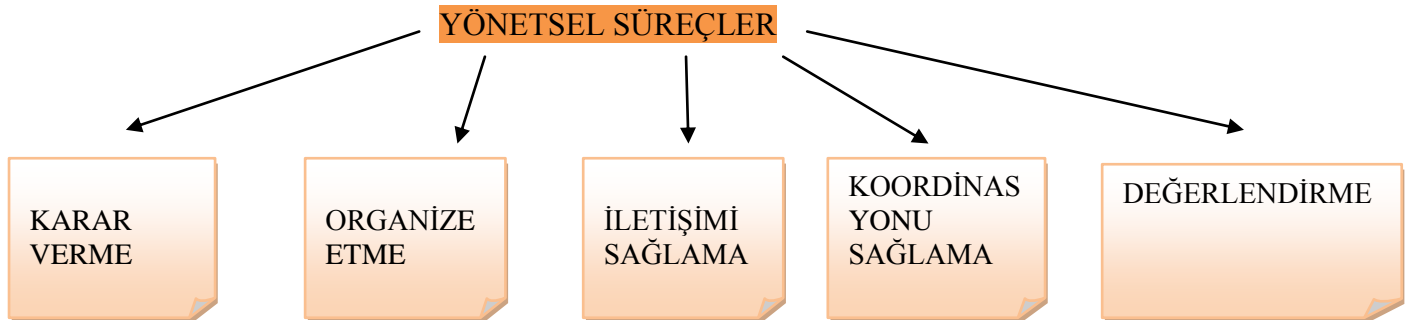 YÖNETSEL SÜREÇLER
KARAR
VERME
ORGANİZE
ETME
İLETİŞİMİ
SAĞLAMA
KOORDİNAS
YONU
SAĞLAMA
DEĞERLENDİRME